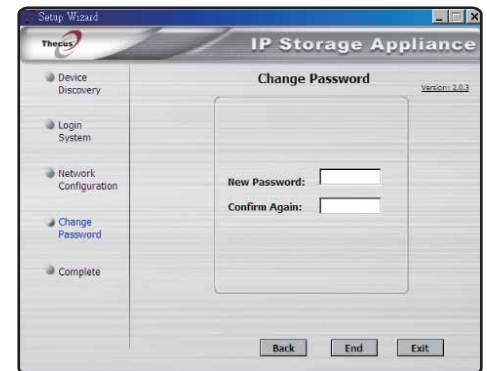 Setup Wizard
Thecus
IP Storage Appliance
Device
Discovery
Login
System
Network
Configuration
Change
Password
Complete
Change Password
Version: 2.0.3
New Password:
Confirm Again:
Back
End
Exit